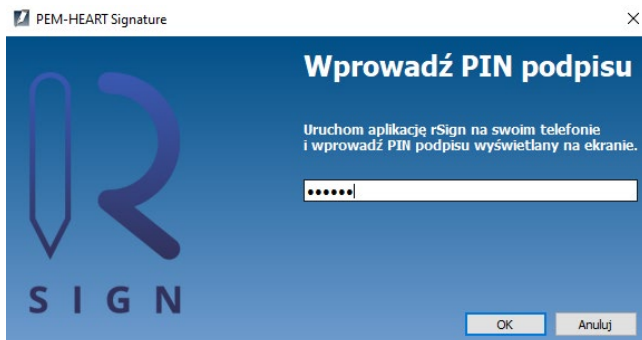 PEM-HEART Signature
Wprowadź PIN podpisu
Uruchom aplikację rSign na swoim telefonie
i wprowadź PIN podpisu wyświetlany na ekranie.
••••••
R
SIGN
OK
Anuluj